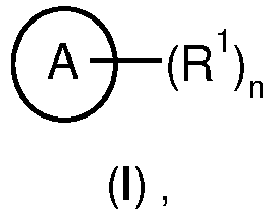 A (R¹)ₙ
(I) ,